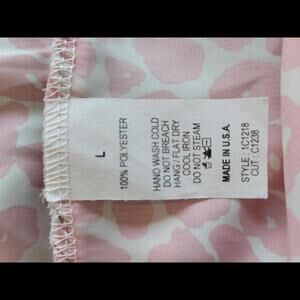 L
100% POLYESTER
HAND WASH COLD
DO NOT BREACH
HANG / FLAT DRY
COOL IRON
DO NOT STEAM
MADE IN U.S.A.
STYLE : 1C1218
CUT : C1238